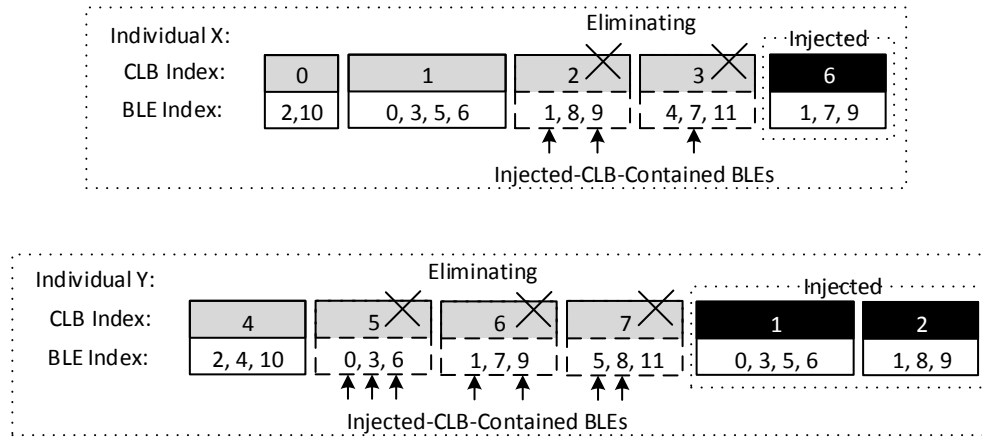 Eliminating
Individual X:
Injected
CLB Index: 0 1 2 3 6
BLE Index: 2,10 0, 3, 5, 6 1, 8, 9 4, 7, 11 1, 7, 9
Injected-CLB-Contained BLEs
Individual Y:
Eliminating
Injected
CLB Index: 4 5 6 7 1 2
BLE Index: 2, 4, 10 0, 3, 6 1, 7, 9 5, 8, 11 0, 3, 5, 6 1, 8, 9
Injected-CLB-Contained BLEs